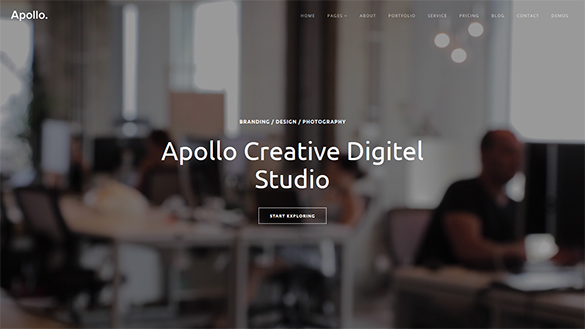 Apollo.
HOME PAGES ABOUT PORTFOLIO SERVICE PRICING BLOG CONTACT DEMOS
BRANDING / DESIGN / PHOTOGRAPHY
Apollo Creative Digitel
Studio
START EXPLORING